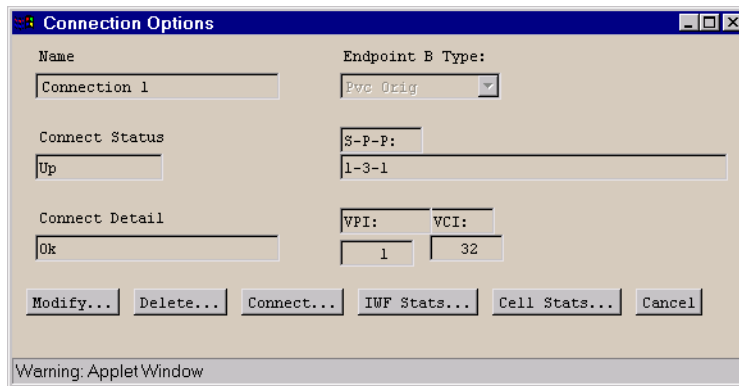 Connection Options
Name
Endpoint B Type:
Connection 1
Pvc Orig
Connect Status
S-P-P:
Up
1-3-1
Connect Detail
VPI:
VCI:
Ok
1
32
Modify...
Delete...
Connect...
IWF Stats...
Cell Stats...
Cancel
Warning: Applet Window